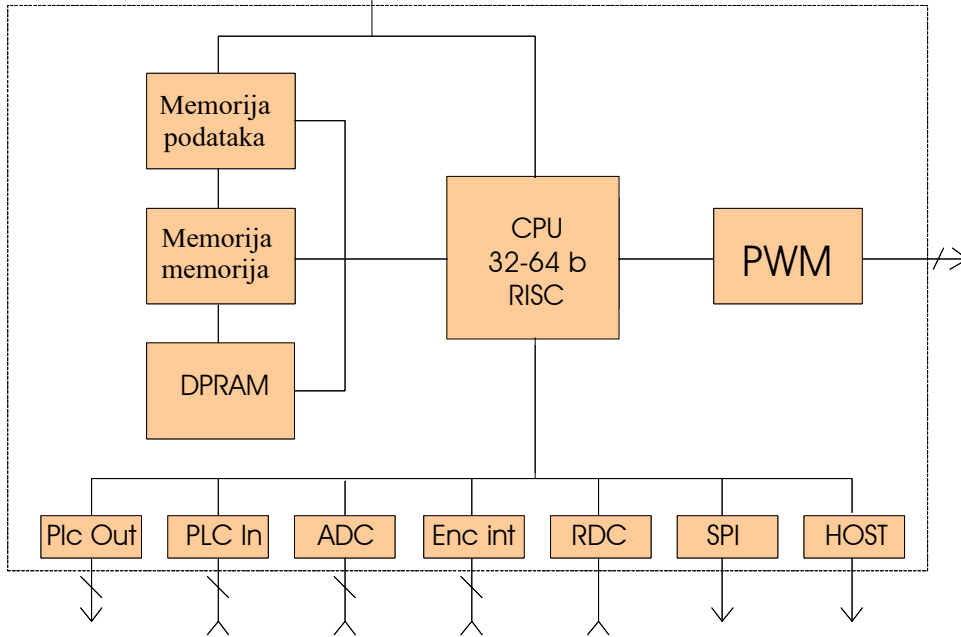 Memorija
podataka
Memorija
memorija
DPRAM
CPU
32-64 b
RISC
PWM
Plc Out
PLC In
ADC
Enc int
RDC
SPI
HOST